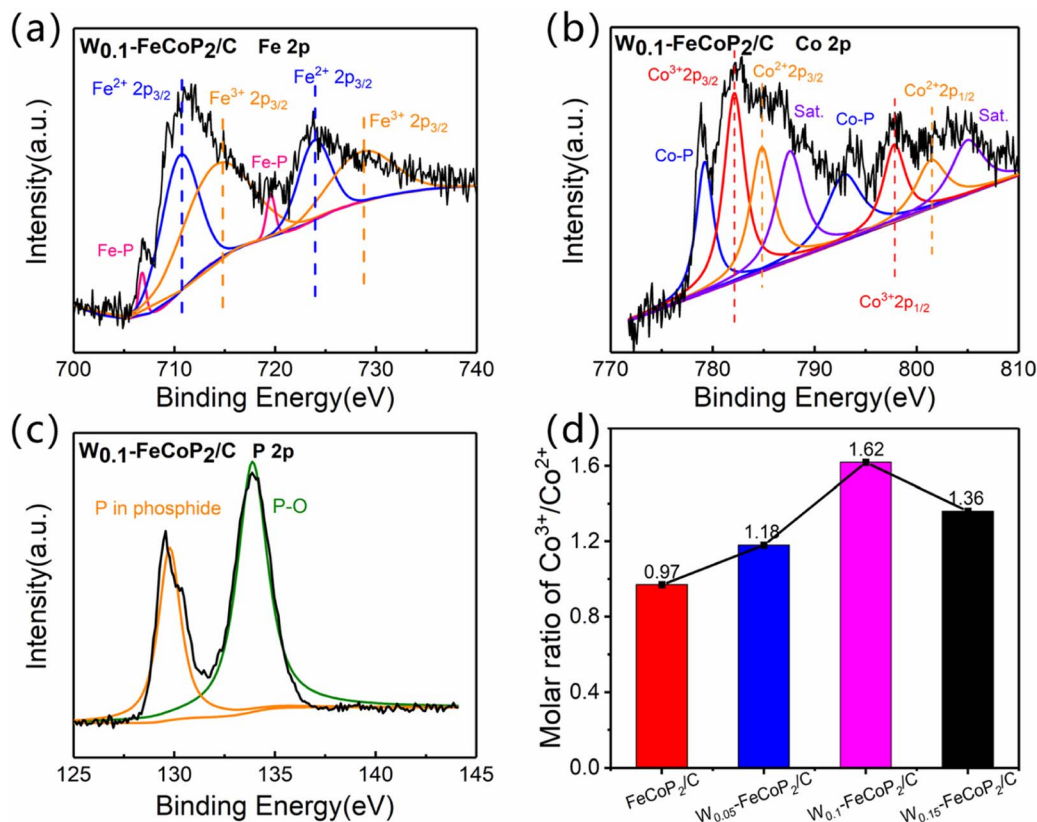 (a)
W₀.₁-FeCoP₂/C Fe 2p
Fe²⁺ 2p₃/₂
Fe³⁺ 2p₃/₂
Fe²⁺ 2p₃/₂
Fe³⁺ 2p₃/₂
Fe-P
Fe-P
Intensity(a.u.)
700 710 720 730 740
Binding Energy(eV)
(b)
W₀.₁-FeCoP₂/C Co 2p
Co³⁺2p₃/₂
Co²⁺2p₃/₂
Co-P
Sat.
Co-P
Co²⁺2p₁/₂
Sat.
Co³⁺2p₁/₂
Intensity(a.u.)
770 780 790 800 810
Binding Energy(eV)
(c)
W₀.₁-FeCoP₂/C P 2p
P in phosphide
P-O
Intensity(a.u.)
125 130 135 140 145
Binding Energy(eV)
(d)
Molar ratio of Co³⁺/Co²⁺
1.6
1.2
0.8
0.4
0.0
0.97
1.18
1.62
1.36
FeCoP₂/C
W₀.₀₅-FeCoP₂/C
W₀.₁-FeCoP₂/C
W₀.₁₅-FeCoP₂/C